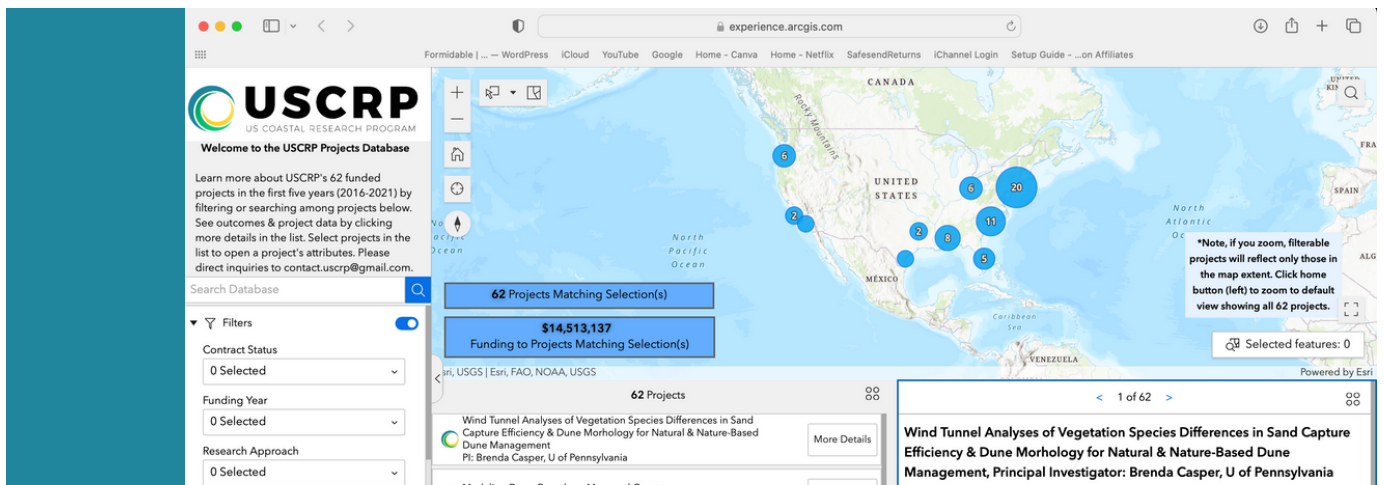 experience.arcgis.com
Formidable | ... — WordPress iCloud YouTube Google Home - Canva Home - Netflix SafesendReturns iChannel Login Setup Guide - ...on Affiliates
USCRP
US COASTAL RESEARCH PROGRAM
Welcome to the USCRP Projects Database
Learn more about USCRP's 62 funded
projects in the first five years (2016-2021) by
filtering or searching among projects below.
See outcomes & project data by clicking
more details in the list. Select projects in the
list to open a project's attributes. Please
direct inquiries to contact.uscrp@gmail.com.
Search Database
Filters
Contract Status
0 Selected
Funding Year
0 Selected
Research Approach
0 Selected
CANADA
Rocky Mountains
UNITED
STATES
North
Pacific
Ocean
MÉXICO
Caribbean
Sea
VENEZUELA
North
Atlantic
FRA
SPAIN
ALG
6
2
6
20
11
2
8
5
*Note, if you zoom, filterable
projects will reflect only those in
the map extent. Click home
button (left) to zoom to default
view showing all 62 projects.
62 Projects Matching Selection(s)
$14,513,137
Funding to Projects Matching Selection(s)
Selected features: 0
sri, USGS | Esri, FAO, NOAA, USGS
Powered by Esri
62 Projects
Wind Tunnel Analyses of Vegetation Species Differences in Sand
Capture Efficiency & Dune Morhology for Natural & Nature-Based
Dune Management
PI: Brenda Casper, U of Pennsylvania
More Details
< 1 of 62 >
Wind Tunnel Analyses of Vegetation Species Differences in Sand Capture
Efficiency & Dune Morhology for Natural & Nature-Based Dune
Management, Principal Investigator: Brenda Casper, U of Pennsylvania